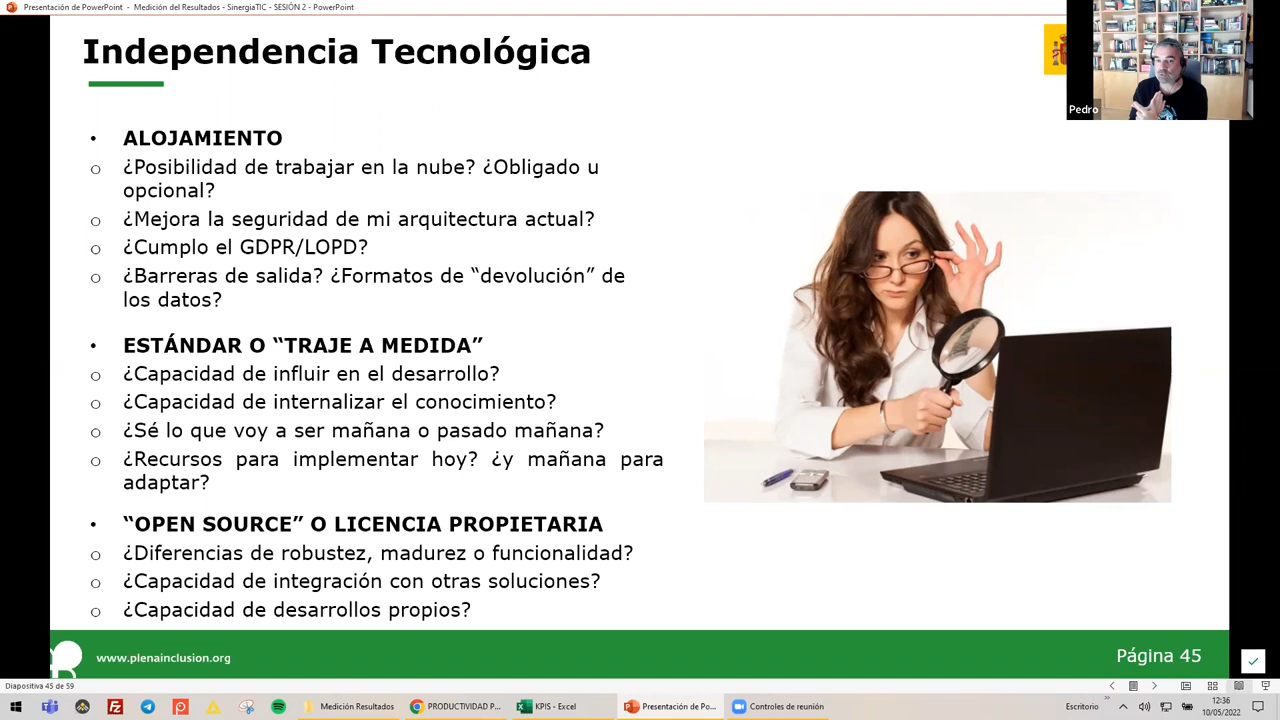 Presentación de PowerPoint - Medición del Resultados - SinergiaTIC - SESIÓN 2 - PowerPoint
Independencia Tecnológica
Pedro
• ALOJAMIENTO
o ¿Posibilidad de trabajar en la nube? ¿Obligado u
opcional?
o ¿Mejora la seguridad de mi arquitectura actual?
o ¿Cumplo el GDPR/LOPD?
o ¿Barreras de salida? ¿Formatos de “devolución” de
los datos?
• ESTÁNDAR O “TRAJE A MEDIDA”
o ¿Capacidad de influir en el desarrollo?
o ¿Capacidad de internalizar el conocimiento?
o ¿Sé lo que voy a ser mañana o pasado mañana?
o ¿Recursos para implementar hoy? ¿y mañana para
adaptar?
• “OPEN SOURCE” O LICENCIA PROPIETARIA
o ¿Diferencias de robustez, madurez o funcionalidad?
o ¿Capacidad de integración con otras soluciones?
o ¿Capacidad de desarrollos propios?
www.plenainclusion.org
Página 45
Diapositiva 45 de 59
Medición Resultados
PRODUCTIVIDAD P...
KPIS - Excel
Presentación de Po...
Controles de reunión
Escritorio
12:36
10/05/2022